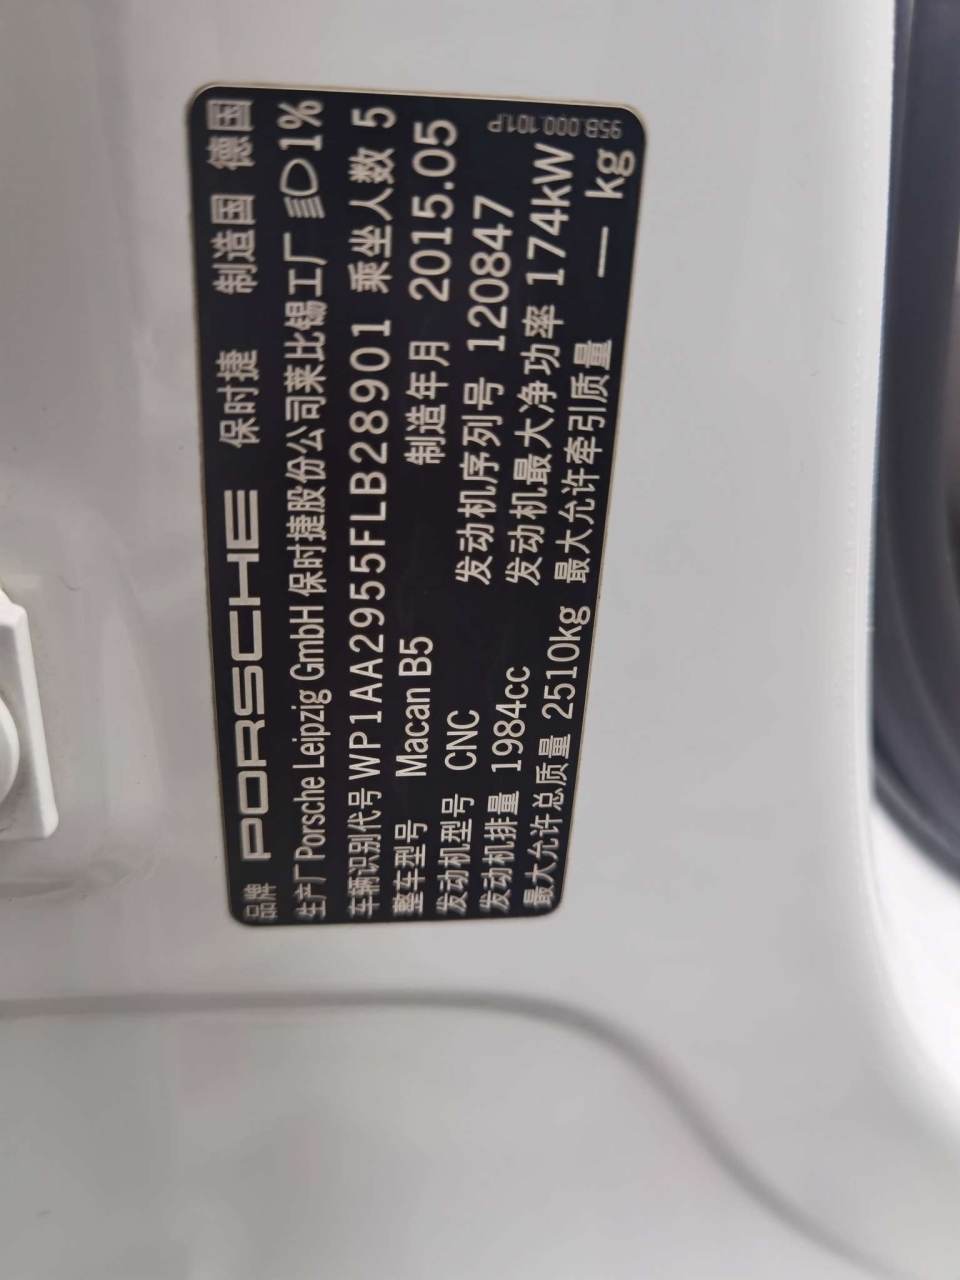 品牌 PORSCHE 保时捷 制造国 德国
生产厂 Porsche Leipzig GmbH 保时捷股份公司莱比锡工厂 1%
车辆识别代号 WP1AA2955FLB28901 乘坐人数 5
整车型号 Macan B5 制造年月 2015.05
发动机型号 CNC 发动机序列号 120847
发动机排量 1984cc 发动机最大净功率 174kW
最大允许总质量 2510kg 最大允许牵引质量 — kg
95B.000.101.P